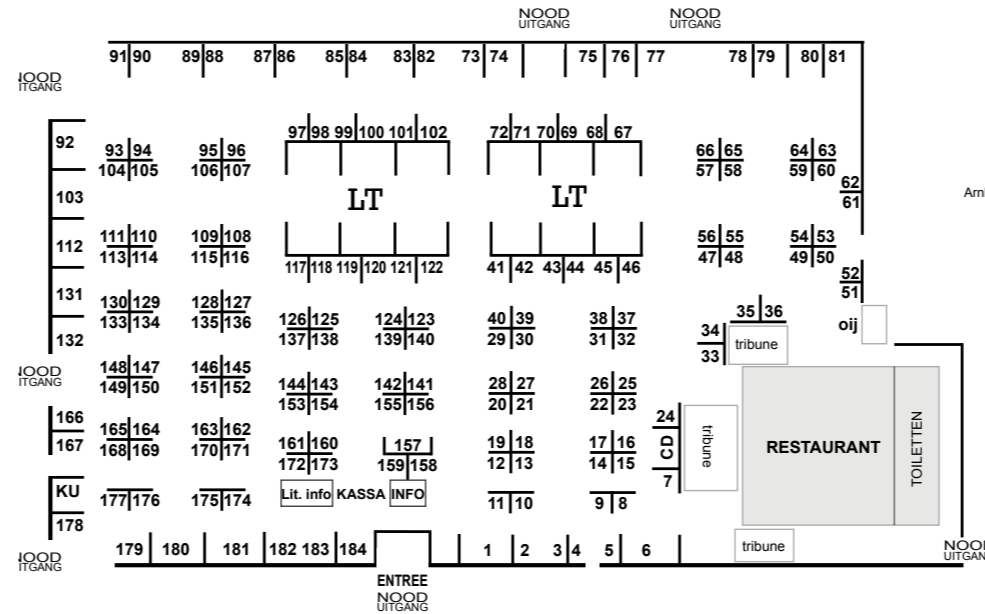 NOOD
UITGANG
NOOD
UITGANG
91 90 89 88 87 86 85 84 83 82 73 74 75 76 77 78 79 80 81
NOOD
UITGANG
97 98 99 100 101 102 72 71 70 69 68 67
92
93 94 95 96 66 65 64 63
104 105 106 107 57 58 59 60
62
61
103 LT LT Arnl
111 110 109 108 56 55 54 53
112
113 114 115 116 47 48 49 50
117 118 119 120 121 122 41 42 43 44 45 46
52
51
131
130 129 128 127 35 36
133 134 135 136
126 125 124 123 40 39 38 37 34 oij
137 138 139 140 29 30 31 32 33 tribune
132
NOOD
UITGANG
148 147 146 145
149 150 151 152
144 143 142 141 28 27 26 25
153 154 155 156 20 21 22 23
166
167
165 164 163 162 24
168 169 170 171 CD tribune RESTAURANT TOILETTEN
161 160 157 19 18 17 16
172 173 159 158 12 13 14 15 7
KU
178
177 176 175 174 Lit. info KASSA INFO 11 10 9 8
179 180 181 182 183 184 1 2 3 4 5 6 tribune
NOOD
UITGANG
ENTREE
NOOD
UITGANG
NOOD
UITGANG